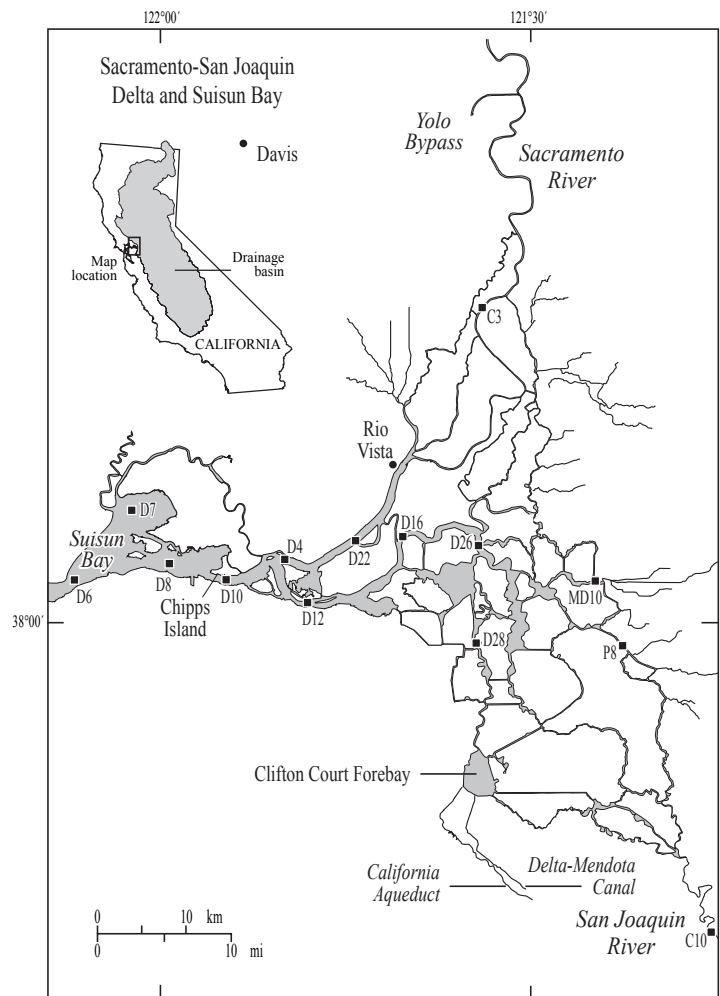 122°00'
121°30'
Sacramento-San Joaquin
Delta and Suisun Bay
Davis
Yolo
Bypass
Sacramento
River
Map
location
Drainage
basin
CALIFORNIA
C3
Rio
Vista
D7
Suisun
Bay
D6
D8
Chipps
Island
D10
D4
D12
D22
D16
D26
MD10
38°00'
D28
P8
Clifton Court Forebay
California
Aqueduct
Delta-Mendota
Canal
San Joaquin
River
C10
0 10 km
0 10 mi